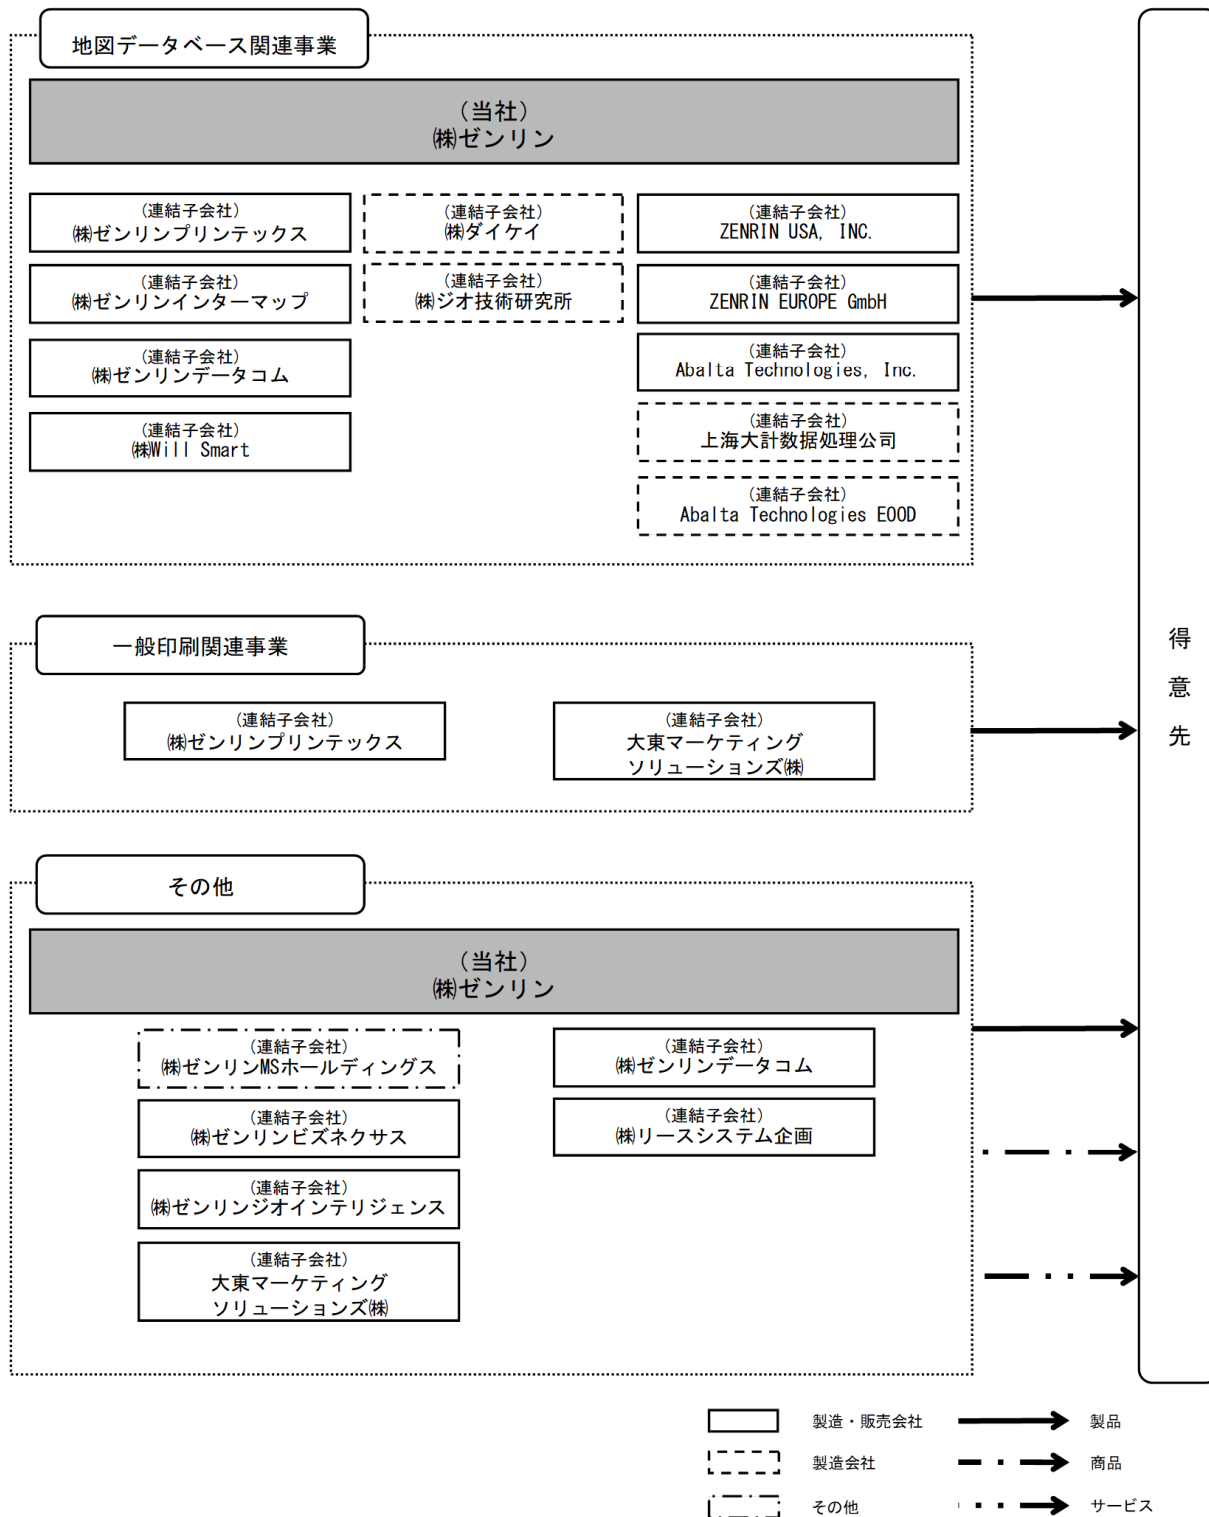 地図データベース関連事業
（当社）
㈱ゼンリン
（連結子会社）
㈱ゼンリンプリンテックス
（連結子会社）
㈱ゼンリンインターマップ
（連結子会社）
㈱ゼンリンデータコム
（連結子会社）
㈱Will Smart
（連結子会社）
㈱ダイケイ
（連結子会社）
㈱ジオ技術研究所
（連結子会社）
ZENRIN USA, INC.
（連結子会社）
ZENRIN EUROPE GmbH
（連結子会社）
Abalta Technologies, Inc.
（連結子会社）
上海大計数据処理公司
（連結子会社）
Abalta Technologies EOOD
一般印刷関連事業
（連結子会社）
㈱ゼンリンプリンテックス
（連結子会社）
大東マーケティング
ソリューションズ㈱
その他
（当社）
㈱ゼンリン
（連結子会社）
㈱ゼンリンMSホールディングス
（連結子会社）
㈱ゼンリンビズネクサス
（連結子会社）
㈱ゼンリンジオインテリジェンス
（連結子会社）
大東マーケティング
ソリューションズ㈱
（連結子会社）
㈱ゼンリンデータコム
（連結子会社）
㈱リースシステム企画
得意先
製造・販売会社
製品
製造会社
商品
その他
サービス